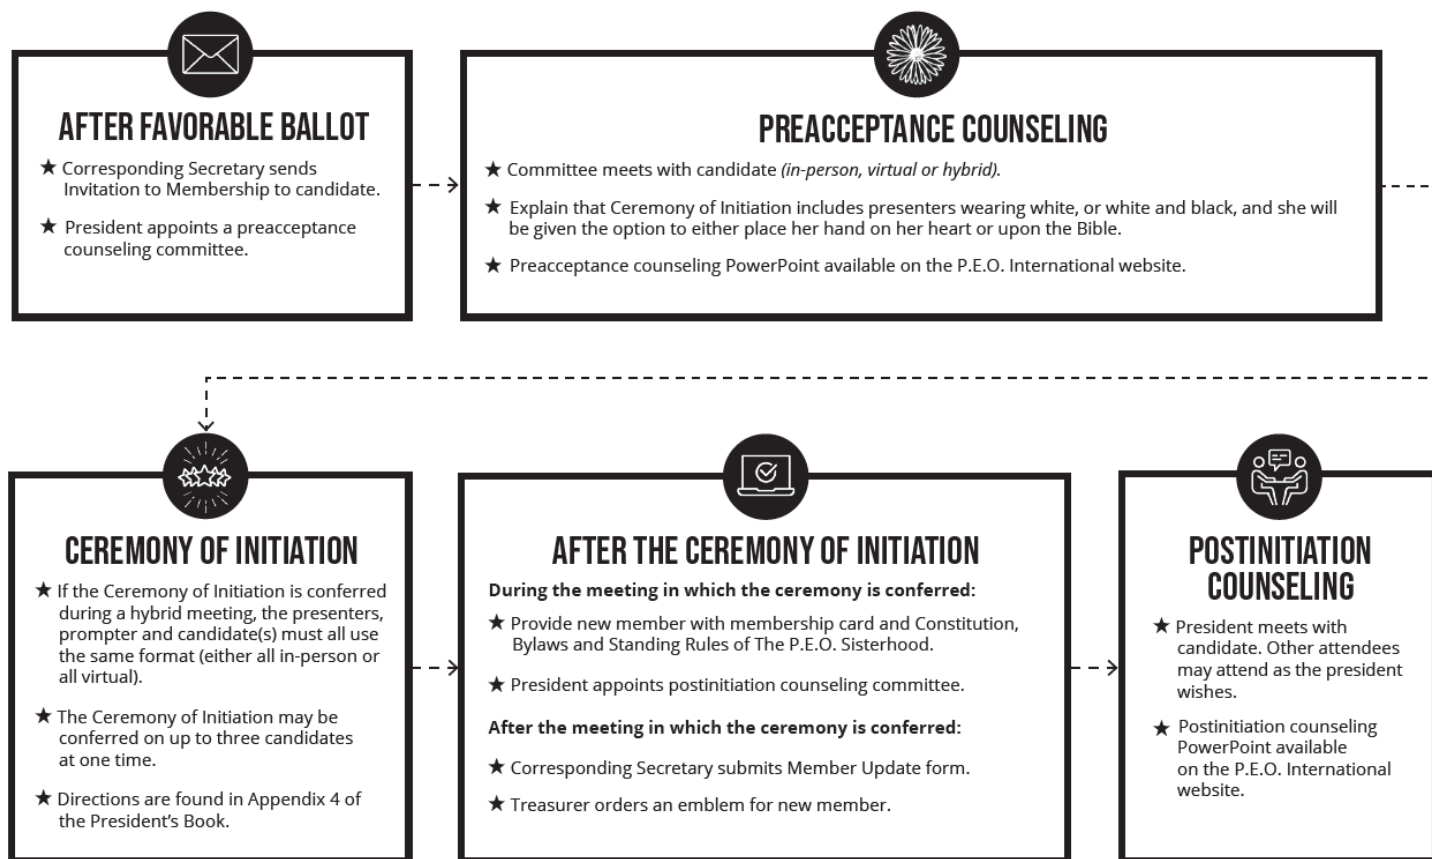 AFTER FAVORABLE BALLOT
★ Corresponding Secretary sends
Invitation to Membership to candidate.
★ President appoints a preacceptance
counseling committee.
PREACCEPTANCE COUNSELING
★ Committee meets with candidate (in-person, virtual or hybrid).
★ Explain that Ceremony of Initiation includes presenters wearing white, or white and black, and she will
be given the option to either place her hand on her heart or upon the Bible.
★ Preacceptance counseling PowerPoint available on the P.E.O. International website.
CEREMONY OF INITIATION
★ If the Ceremony of Initiation is conferred
during a hybrid meeting, the presenters,
prompter and candidate(s) must all use
the same format (either all in-person or
all virtual).
★ The Ceremony of Initiation may be
conferred on up to three candidates
at one time.
★ Directions are found in Appendix 4 of
the President's Book.
AFTER THE CEREMONY OF INITIATION
During the meeting in which the ceremony is conferred:
★ Provide new member with membership card and Constitution,
Bylaws and Standing Rules of The P.E.O. Sisterhood.
★ President appoints postinitiation counseling committee.
After the meeting in which the ceremony is conferred:
★ Corresponding Secretary submits Member Update form.
★ Treasurer orders an emblem for new member.
POSTINITIATION
COUNSELING
★ President meets with
candidate. Other attendees
may attend as the president
wishes.
★ Postinitiation counseling
PowerPoint available
on the P.E.O. International
website.